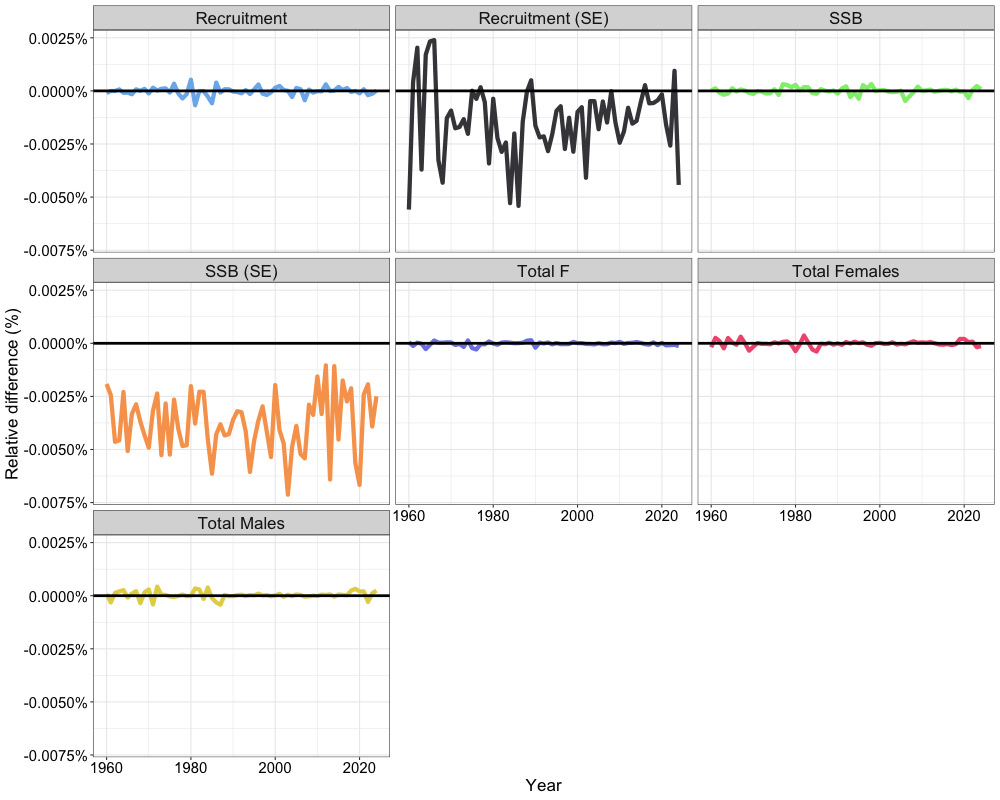 Recruitment
Recruitment (SE)
SSB
0.0025%
0.0000%
-0.0025%
-0.0050%
-0.0075%
SSB (SE)
Total F
Total Females
0.0025%
0.0000%
-0.0025%
-0.0050%
-0.0075%
1960 1980 2000 2020
1960 1980 2000 2020
Total Males
0.0025%
0.0000%
-0.0025%
-0.0050%
-0.0075%
1960 1980 2000 2020
Relative difference (%)
Year